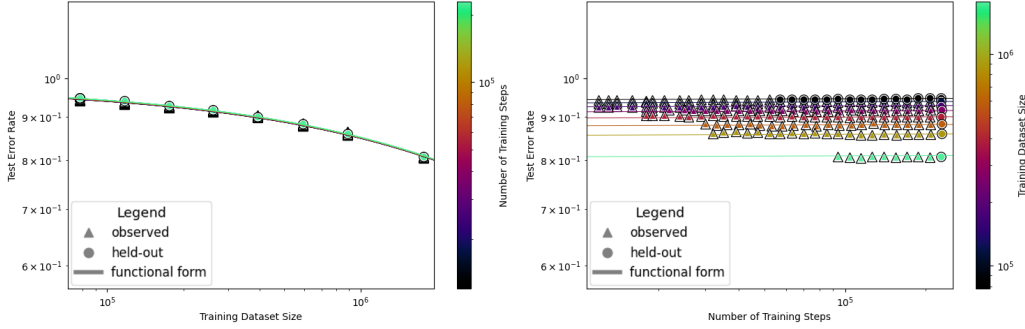 10⁰
9 × 10⁻¹
8 × 10⁻¹
7 × 10⁻¹
6 × 10⁻¹
Test Error Rate
Legend
observed
held-out
functional form
10⁵
10⁶
Training Dataset Size
10⁵
Number of Training Steps
10⁰
9 × 10⁻¹
8 × 10⁻¹
7 × 10⁻¹
6 × 10⁻¹
Test Error Rate
Legend
observed
held-out
functional form
10⁵
Number of Training Steps
10⁶
10⁵
Training Dataset Size